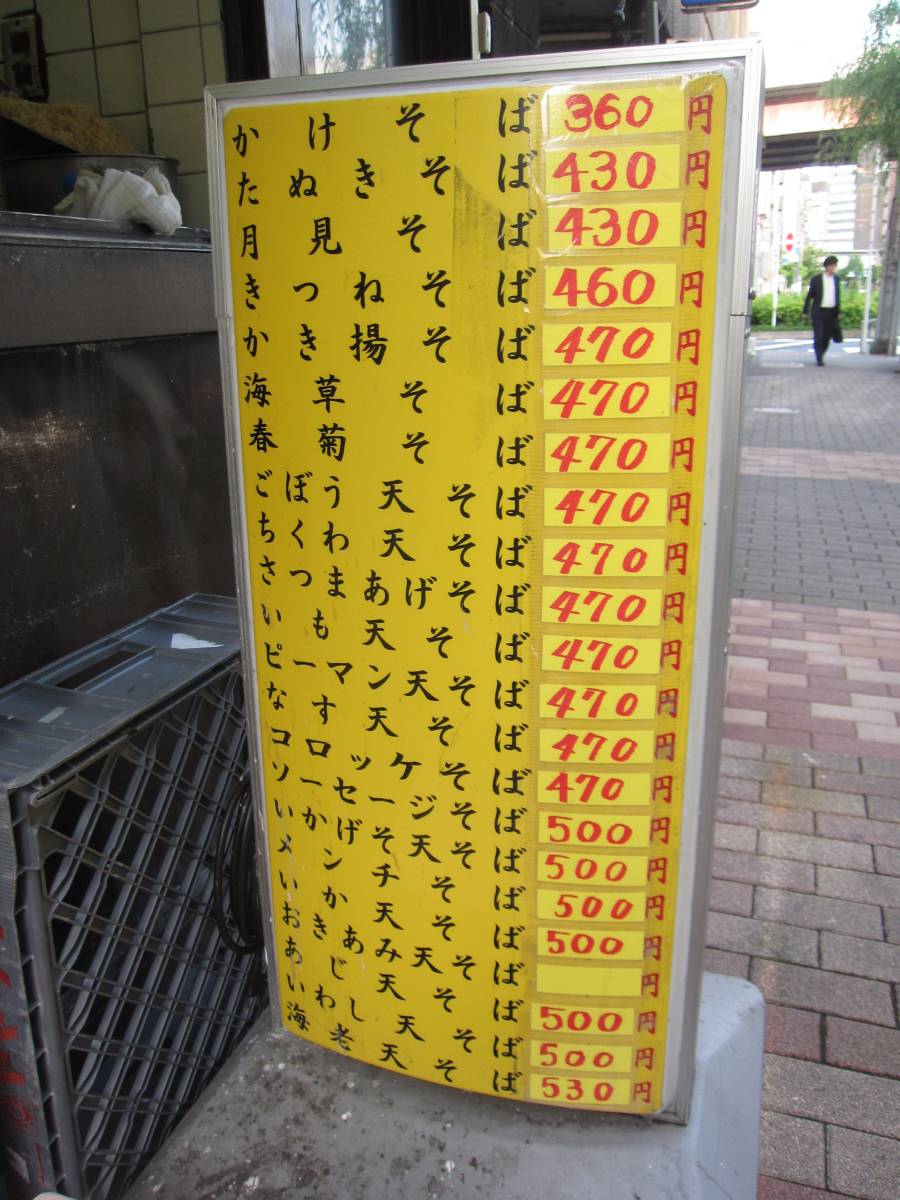 かけそば 360円
たぬきそば 430円
月見そば 430円
きつねそば 460円
かき揚そば 470円
海草そば 470円
春菊そば 470円
ごぼう天そば 470円
ちくわ天そば 470円
さつまあげそば 470円
いも天そば 470円
ピーマン天そば 470円
なす天そば 470円
コロッケそば 470円
ソーセージそば 500円
いかげそ天そば 500円
メンチそば 500円
いか天そば 500円
おきあみ天そば 円
あじ天そば 500円
いわし天そば 500円
海老天そば 530円